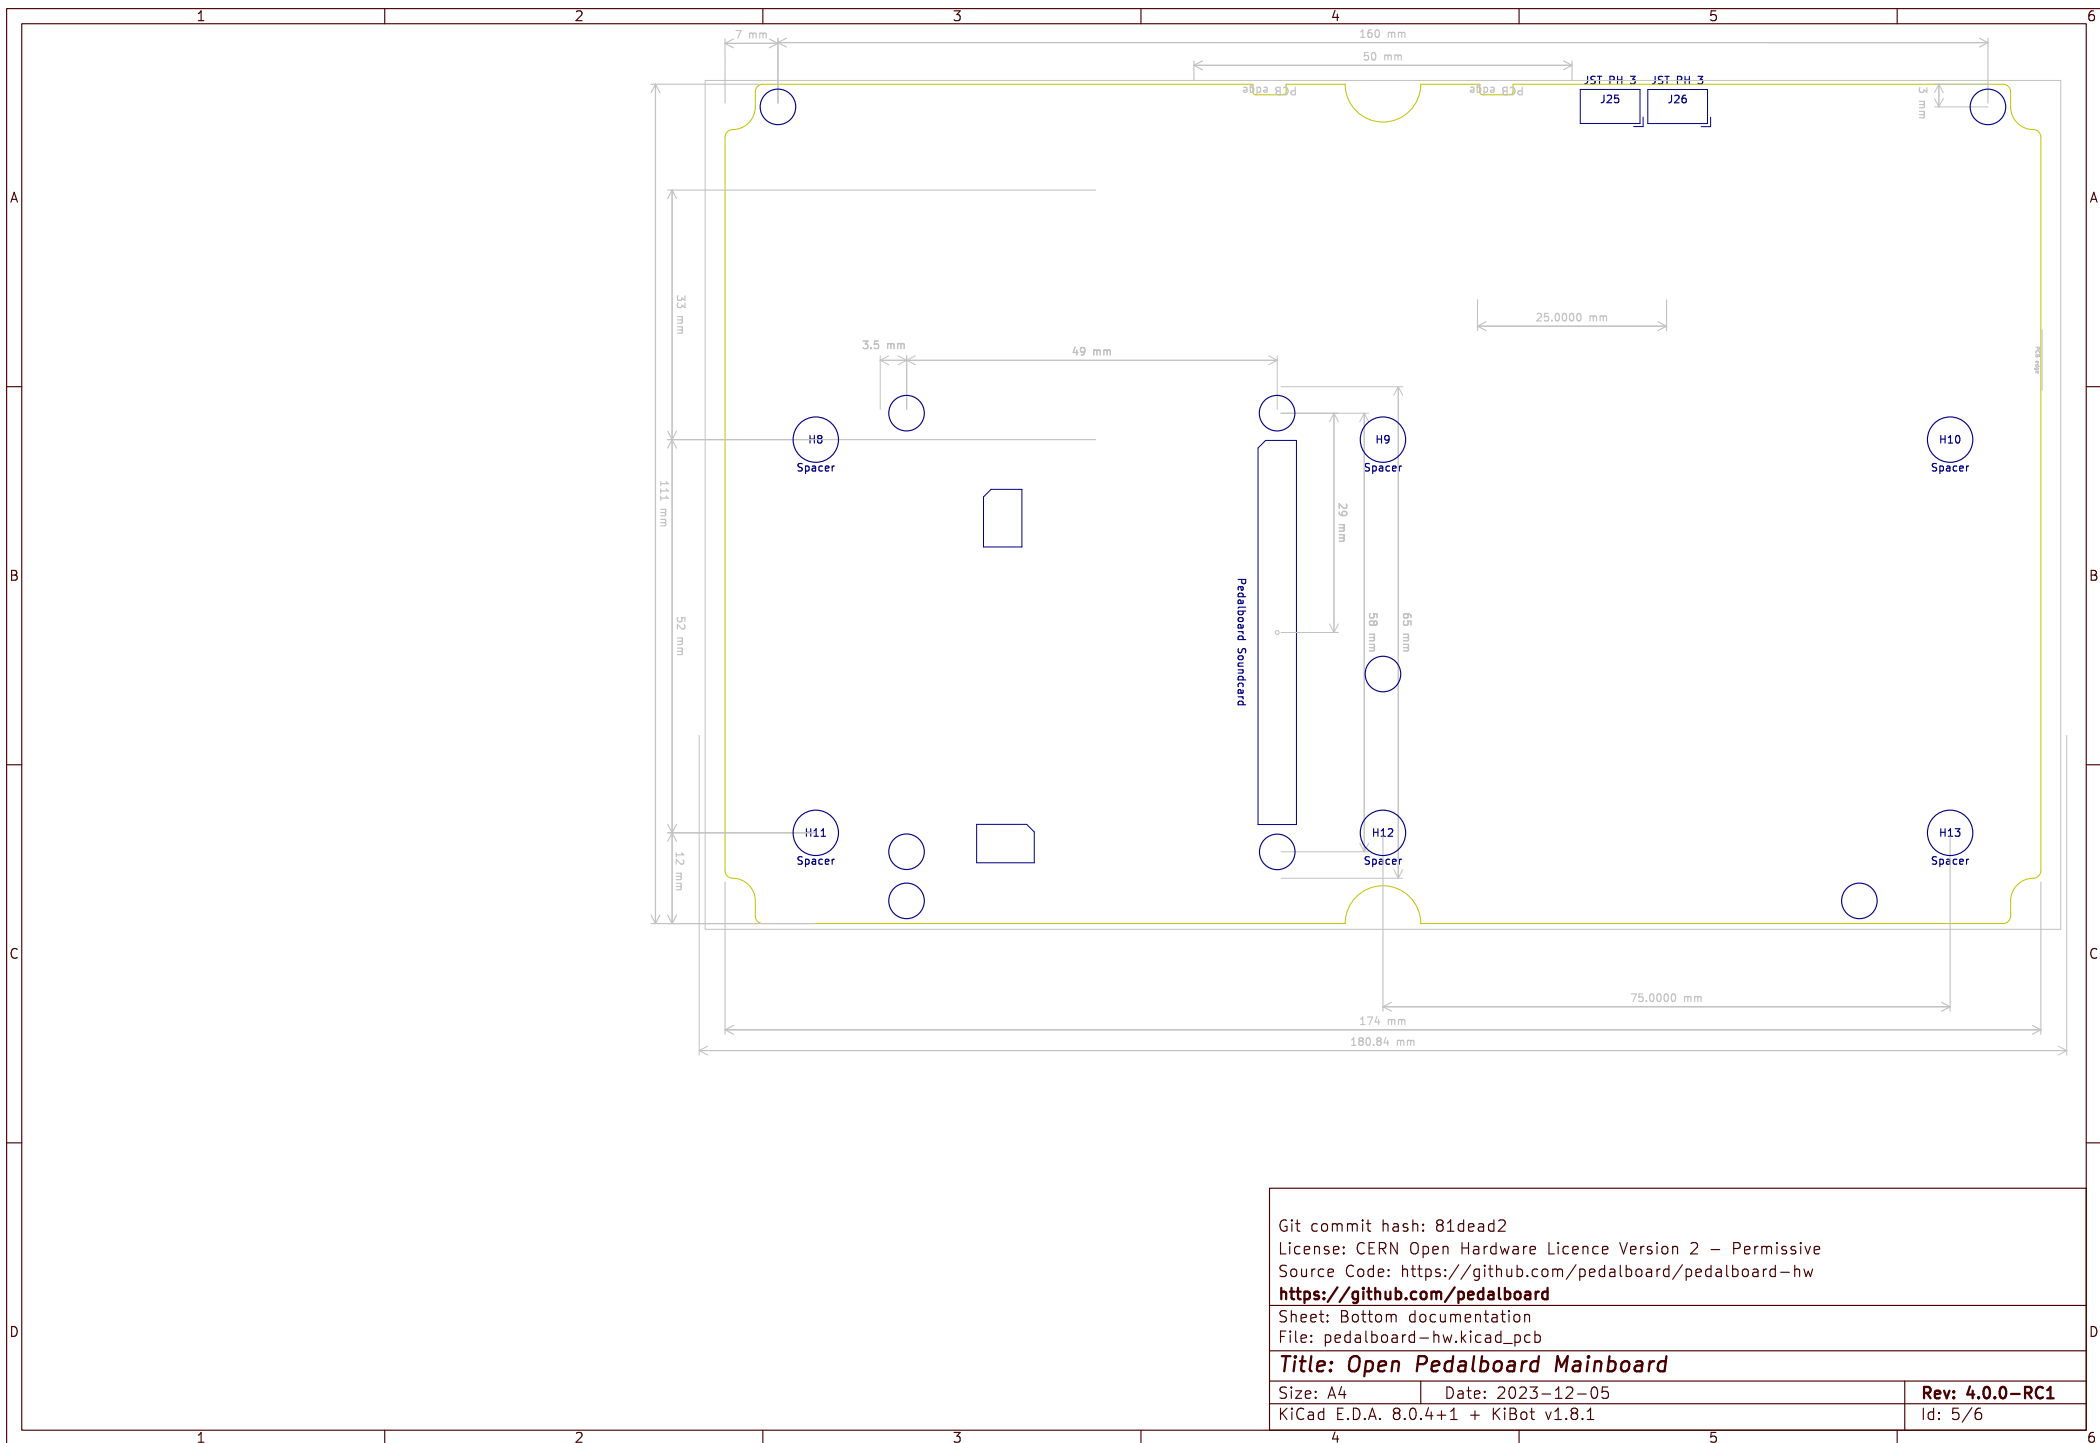 1 2 3 4 5 6
7 mm
160 mm
50 mm
JST PH 3 JST PH 3
PCB edge PCB edge
J25 J26
3 mm
A A
33 mm
25.0000 mm
3.5 mm
49 mm
PCB edge
H8 H9 H10
Spacer Spacer Spacer
111 mm
29 mm
B B
Pedalboard Soundcard
52 mm
58 mm
65 mm
H11 H12 H13
Spacer Spacer Spacer
12 mm
C C
75.0000 mm
174 mm
180.84 mm
Git commit hash: 81dead2
License: CERN Open Hardware Licence Version 2 - Permissive
Source Code: https://github.com/pedalboard/pedalboard-hw
https://github.com/pedalboard
Sheet: Bottom documentation
File: pedalboard-hw.kicad_pcb
D D
Title: Open Pedalboard Mainboard
Size: A4 Date: 2023-12-05 Rev: 4.0.0-RC1
KiCad E.D.A. 8.0.4+1 + KiBot v1.8.1 Id: 5/6
1 2 3 4 5 6